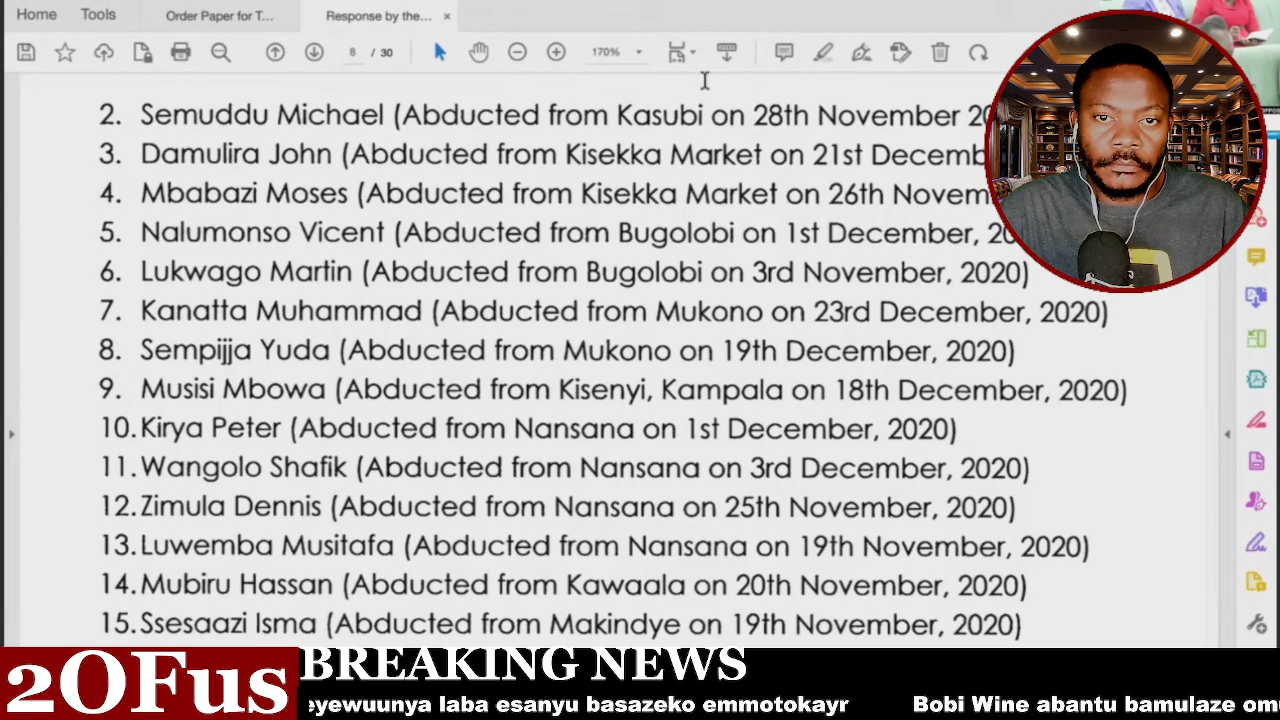 Home Tools Order Paper for T... Response by the... ×
8 / 30 170%
2. Semuddu Michael (Abducted from Kasubi on 28th November 20
3. Damulira John (Abducted from Kisekka Market on 21st Decemb
4. Mbabazi Moses (Abducted from Kisekka Market on 26th Novem
5. Nalumonso Vicent (Abducted from Bugolobi on 1st December, 20
6. Lukwago Martin (Abducted from Bugolobi on 3rd November, 2020)
7. Kanatta Muhammad (Abducted from Mukono on 23rd December, 2020)
8. Sempijja Yuda (Abducted from Mukono on 19th December, 2020)
9. Musisi Mbowa (Abducted from Kisenyi, Kampala on 18th December, 2020)
10. Kirya Peter (Abducted from Nansana on 1st December, 2020)
11. Wangolo Shafik (Abducted from Nansana on 3rd December, 2020)
12. Zimula Dennis (Abducted from Nansana on 25th November, 2020)
13. Luwemba Musitafa (Abducted from Nansana on 19th November, 2020)
14. Mubiru Hassan (Abducted from Kawaala on 20th November, 2020)
15. Ssesaazi Isma (Abducted from Makindye on 19th November, 2020)
2OFus BREAKING NEWS
eyewuunya laba esanyu basazeko emmotokayr Bobi Wine abantu bamulaze om